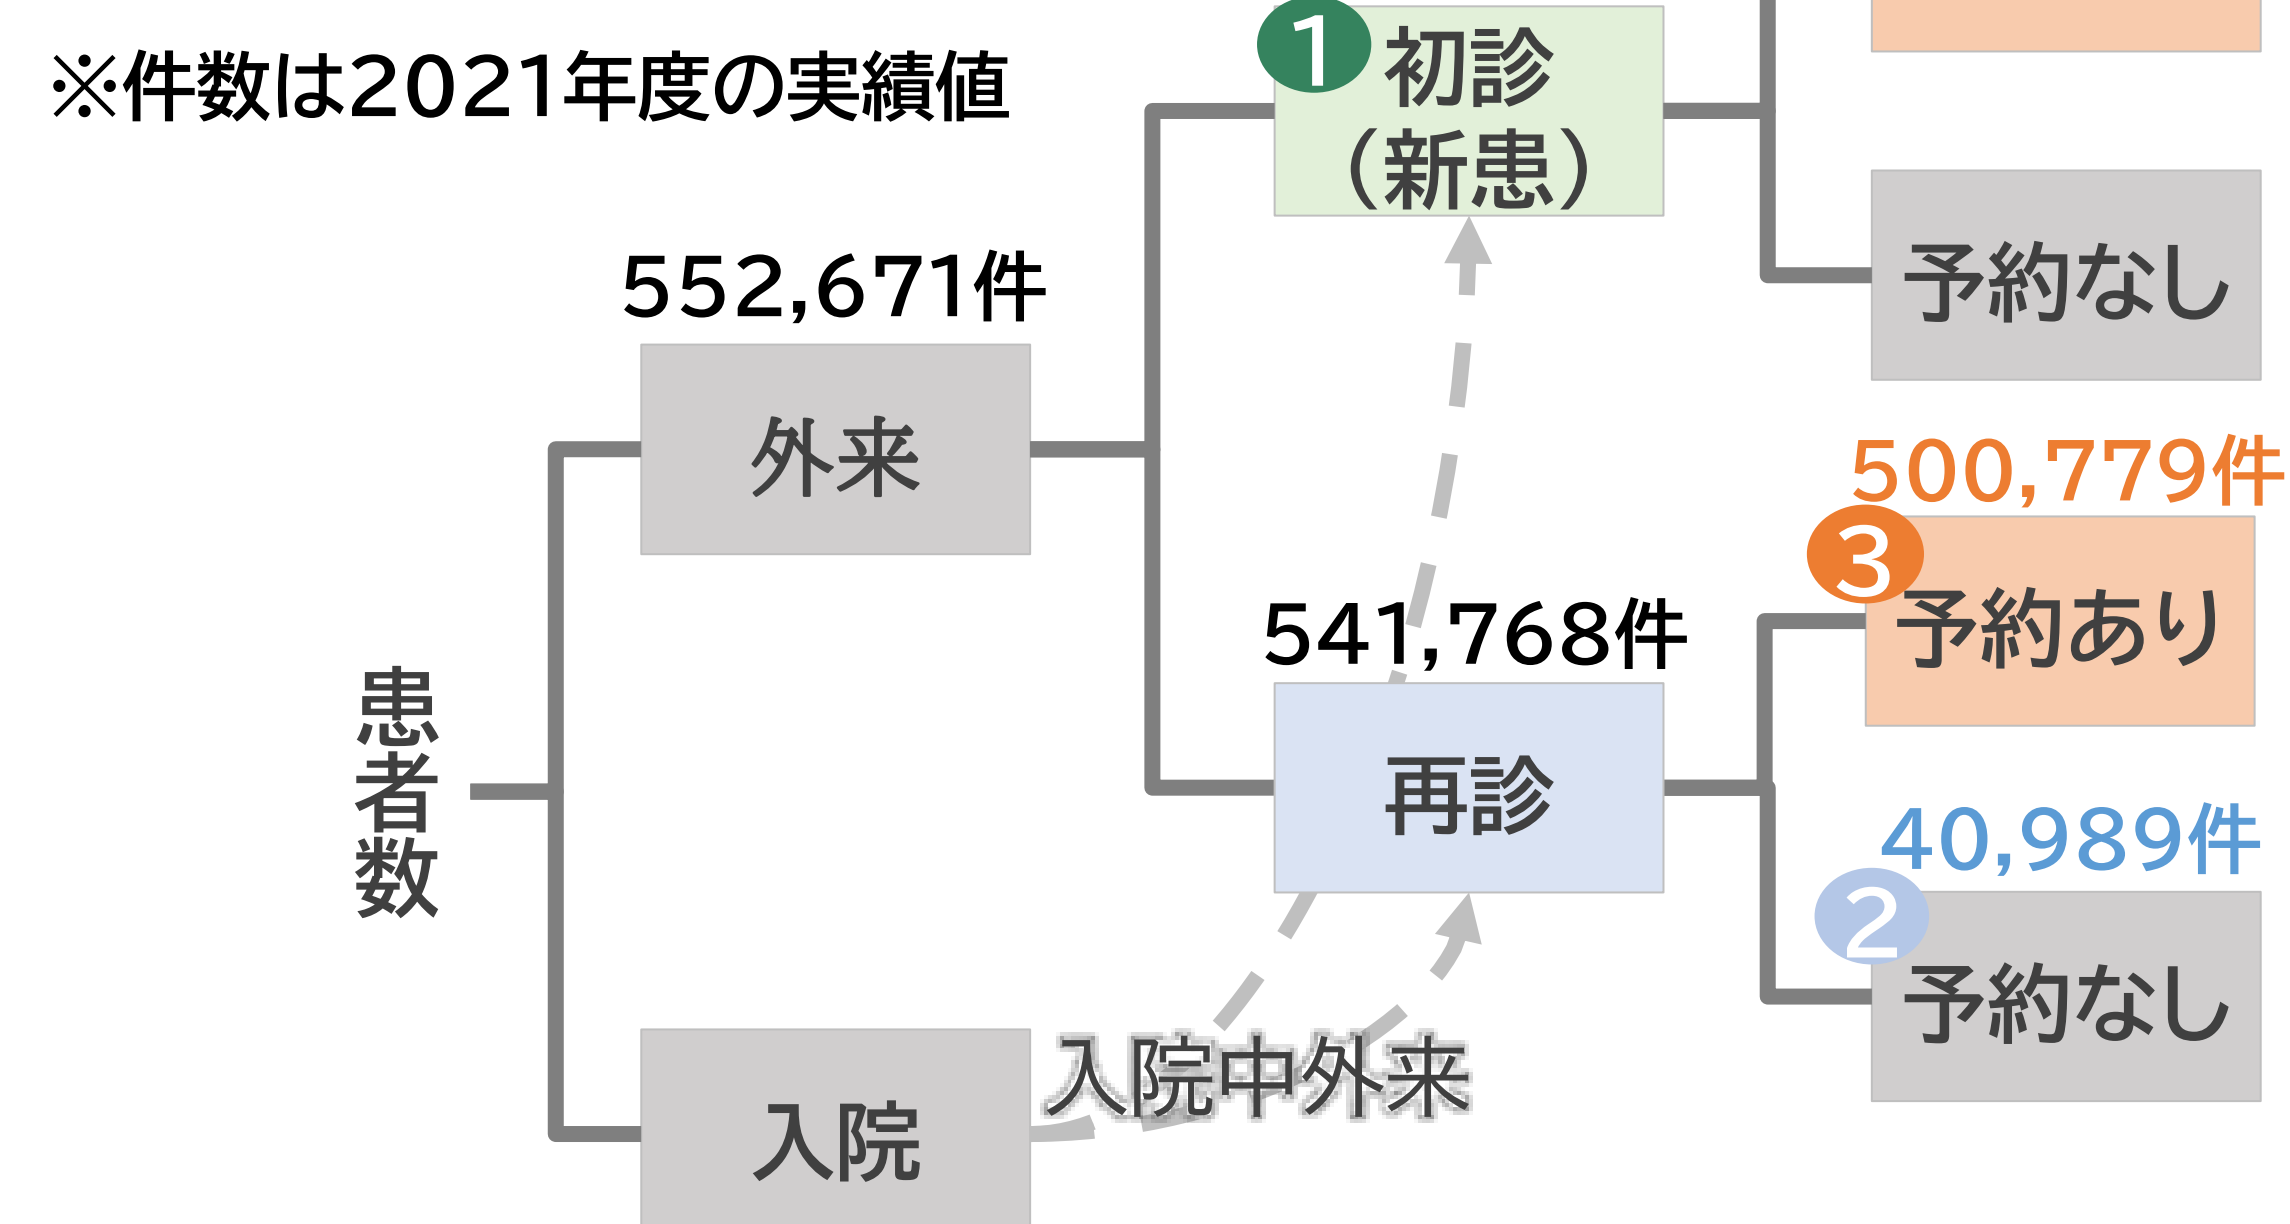 ※件数は2021年度の実績値
1
初診
（新患）
予約なし
552,671件
外来
500,779件
3
予約あり
541,768件
再診
患者数
40,989件
2
予約なし
入院中外来
入院